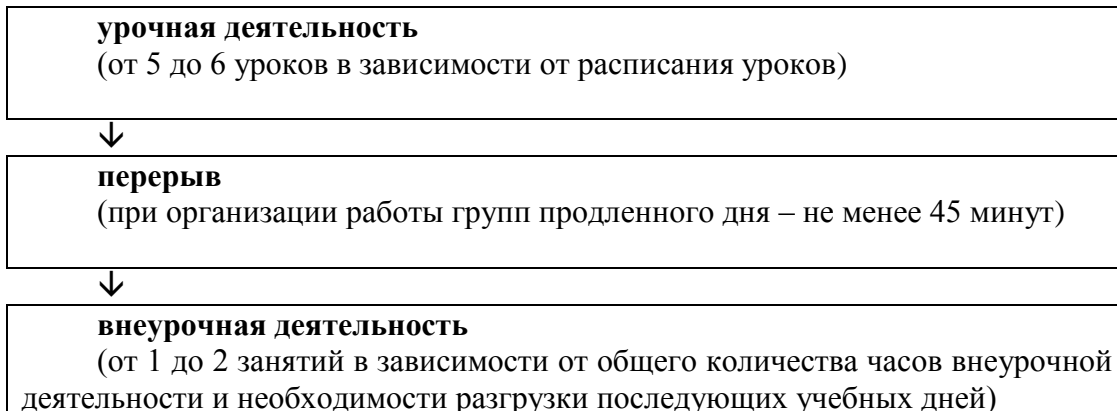 урочная деятельность
(от 5 до 6 уроков в зависимости от расписания уроков)
↓
перерыв
(при организации работы групп продленного дня – не менее 45 минут)
↓
внеурочная деятельность
(от 1 до 2 занятий в зависимости от общего количества часов внеурочной
деятельности и необходимости разгрузки последующих учебных дней)